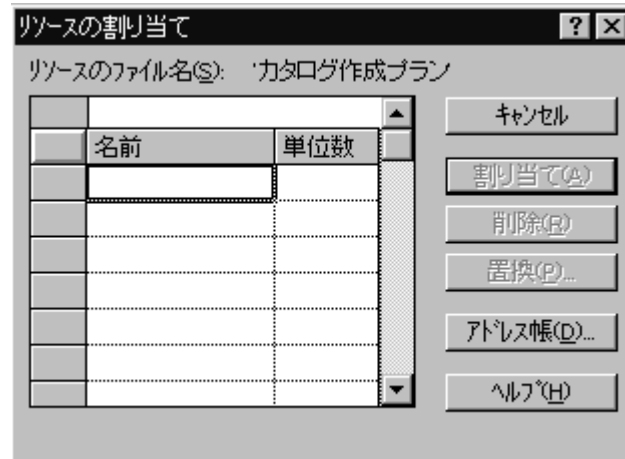 リソースの割り当て
リソースのファイル名(S): 'カタログ作成プラン'
キャンセル
名前 単位数
割り当て(A)
削除(R)
置換(P)...
アドレス帳(D)...
ヘルプ(H)